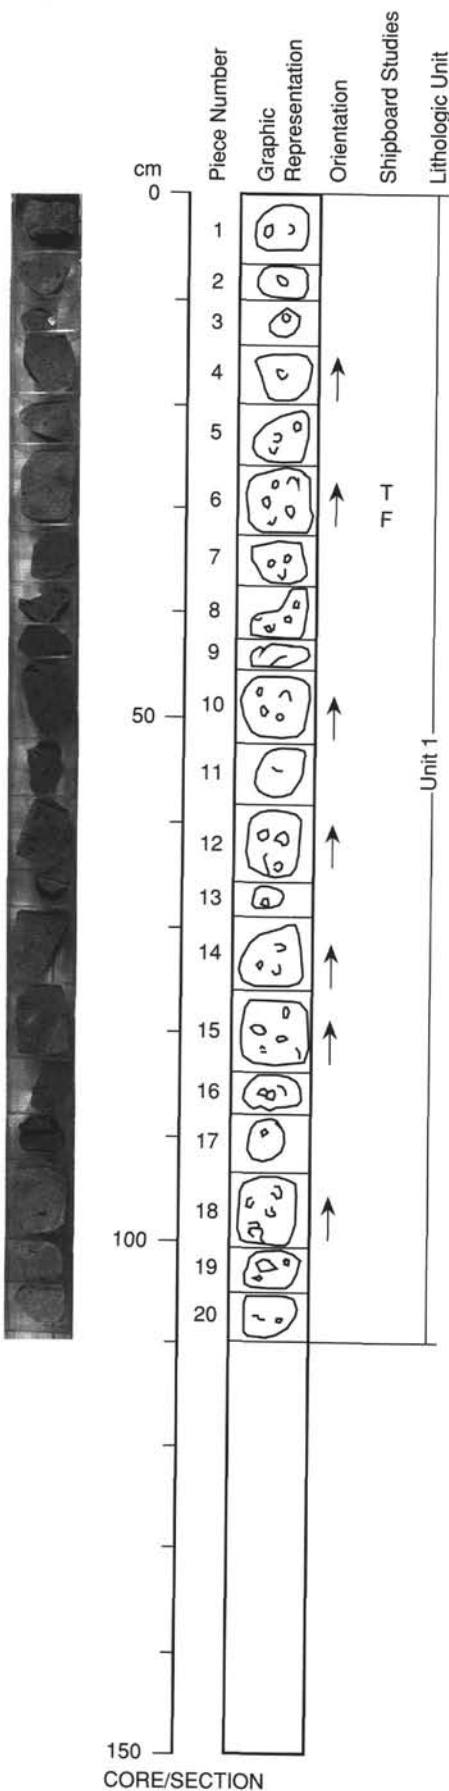 cm
Piece Number
Graphic
Representation
Orientation
Shipboard Studies
Lithologic Unit
0
1
2
3
4
5
6
T
F
7
8
9
10
50
11
Unit 1
12
13
14
15
16
17
18
100
19
20
150
CORE/SECTION